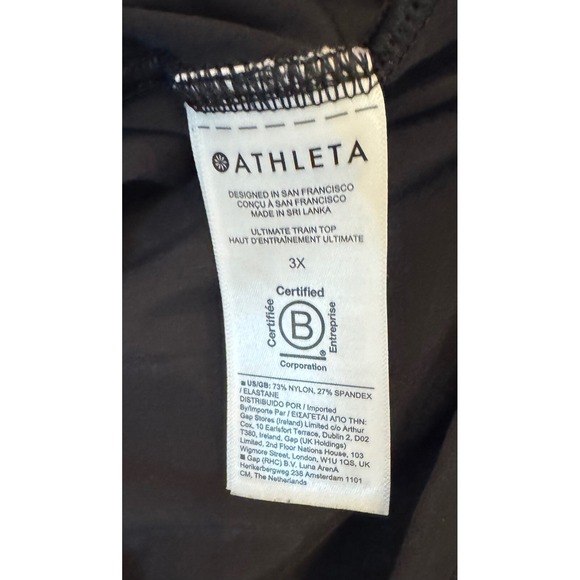 ATHLETA
DESIGNED IN SAN FRANCISCO
CONÇU À SAN FRANCISCO
MADE IN SRI LANKA
ULTIMATE TRAIN TOP
HAUT D'ENTRAÎNEMENT ULTIMATE
3X
Certified
Certifiée
B
Entreprise
®
Corporation
■ US/GB: 73% NYLON, 27% SPANDEX
/ ELASTANE
DISTRIBUIDO POR / Imported
By/Importe Par / ΕΙΣΑΓΕΤΑΙ ΑΠΟ ΤΗΝ:
Gap Stores (Ireland) Limited c/o Arthur
Cox, 10 Earlsfort Terrace, Dublin 2, D02
T380, Ireland, Gap (UK Holdings)
Limited, 2nd Floor Nations House, 103
Wigmore Street, London, W1U 1QS, UK
■ Gap (RHC) B.V. Luna ArenA
Herikerbergweg 238 Amsterdam 1101
CM, The Netherlands